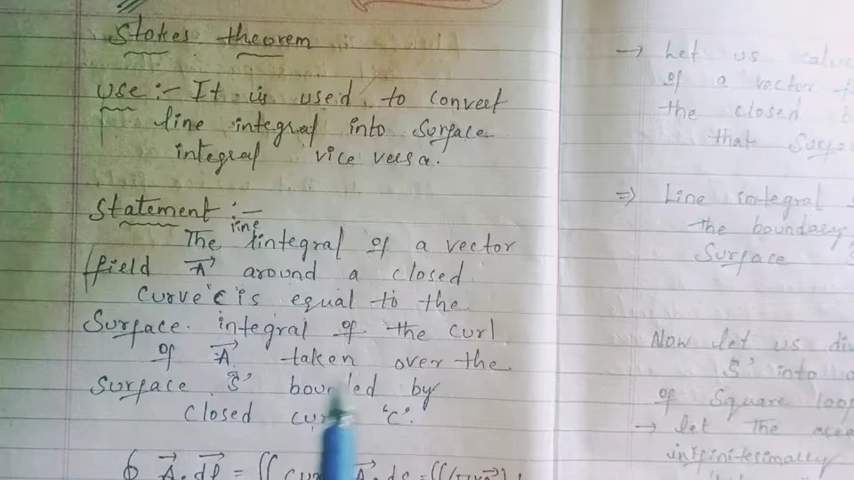 Stokes theorem
Use :- It is used to convert
line integral into Surface
integral vice versa.
Statement :-
line
The integral of a vector
field A around a closed
Curve 'c' is equal to the
Surface integral of the curl
of A taken over the
Surface 'S' bounded by
closed 'C'.
∮ A. dl = ∬
→ Let us
of a vector
the closed
that
⇒ Line integral
the boundary
Surface
Now let us
'S' into
of Square
→ let the
infinitesimally